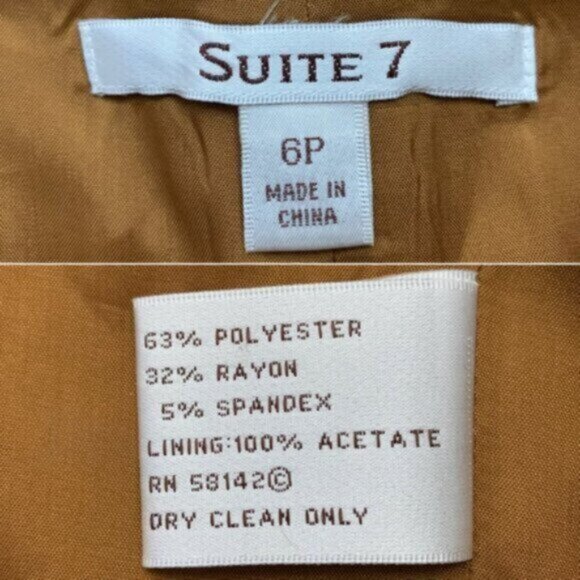 SUITE 7
6P
MADE IN
CHINA
63% POLYESTER
32% RAYON
5% SPANDEX
LINING:100% ACETATE
RN 58142©
DRY CLEAN ONLY